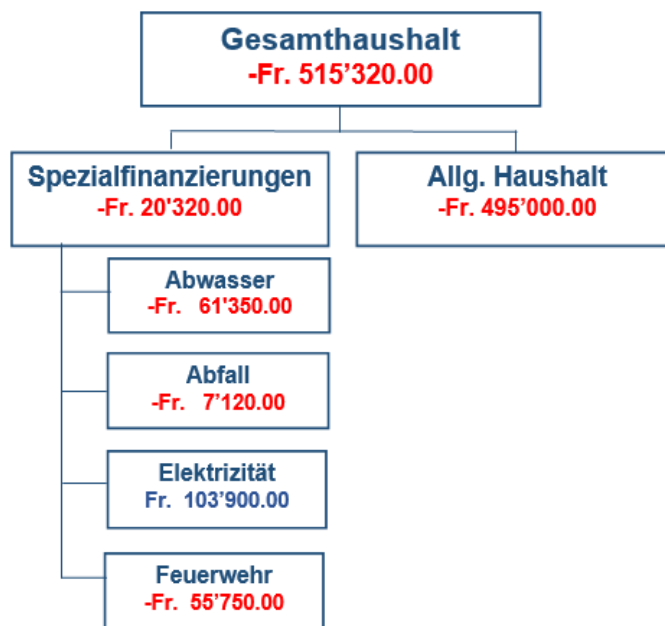 Gesamthaushalt
-Fr. 515’320.00
Spezialfinanzierungen
-Fr. 20'320.00
Allg. Haushalt
-Fr. 495’000.00
Abwasser
-Fr. 61'350.00
Abfall
-Fr. 7’120.00
Elektrizität
Fr. 103’900.00
Feuerwehr
-Fr. 55’750.00